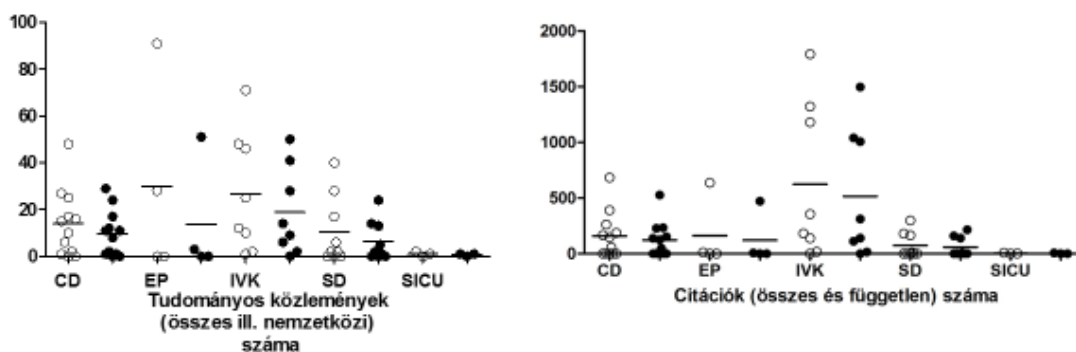 100
80
60
40
20
0
CD EP IVK SD SICU
Tudományos közlemények
(összes ill. nemzetközi)
száma
2000
1500
1000
500
0
CD EP IVK SD SICU
Citációk (összes és független) száma